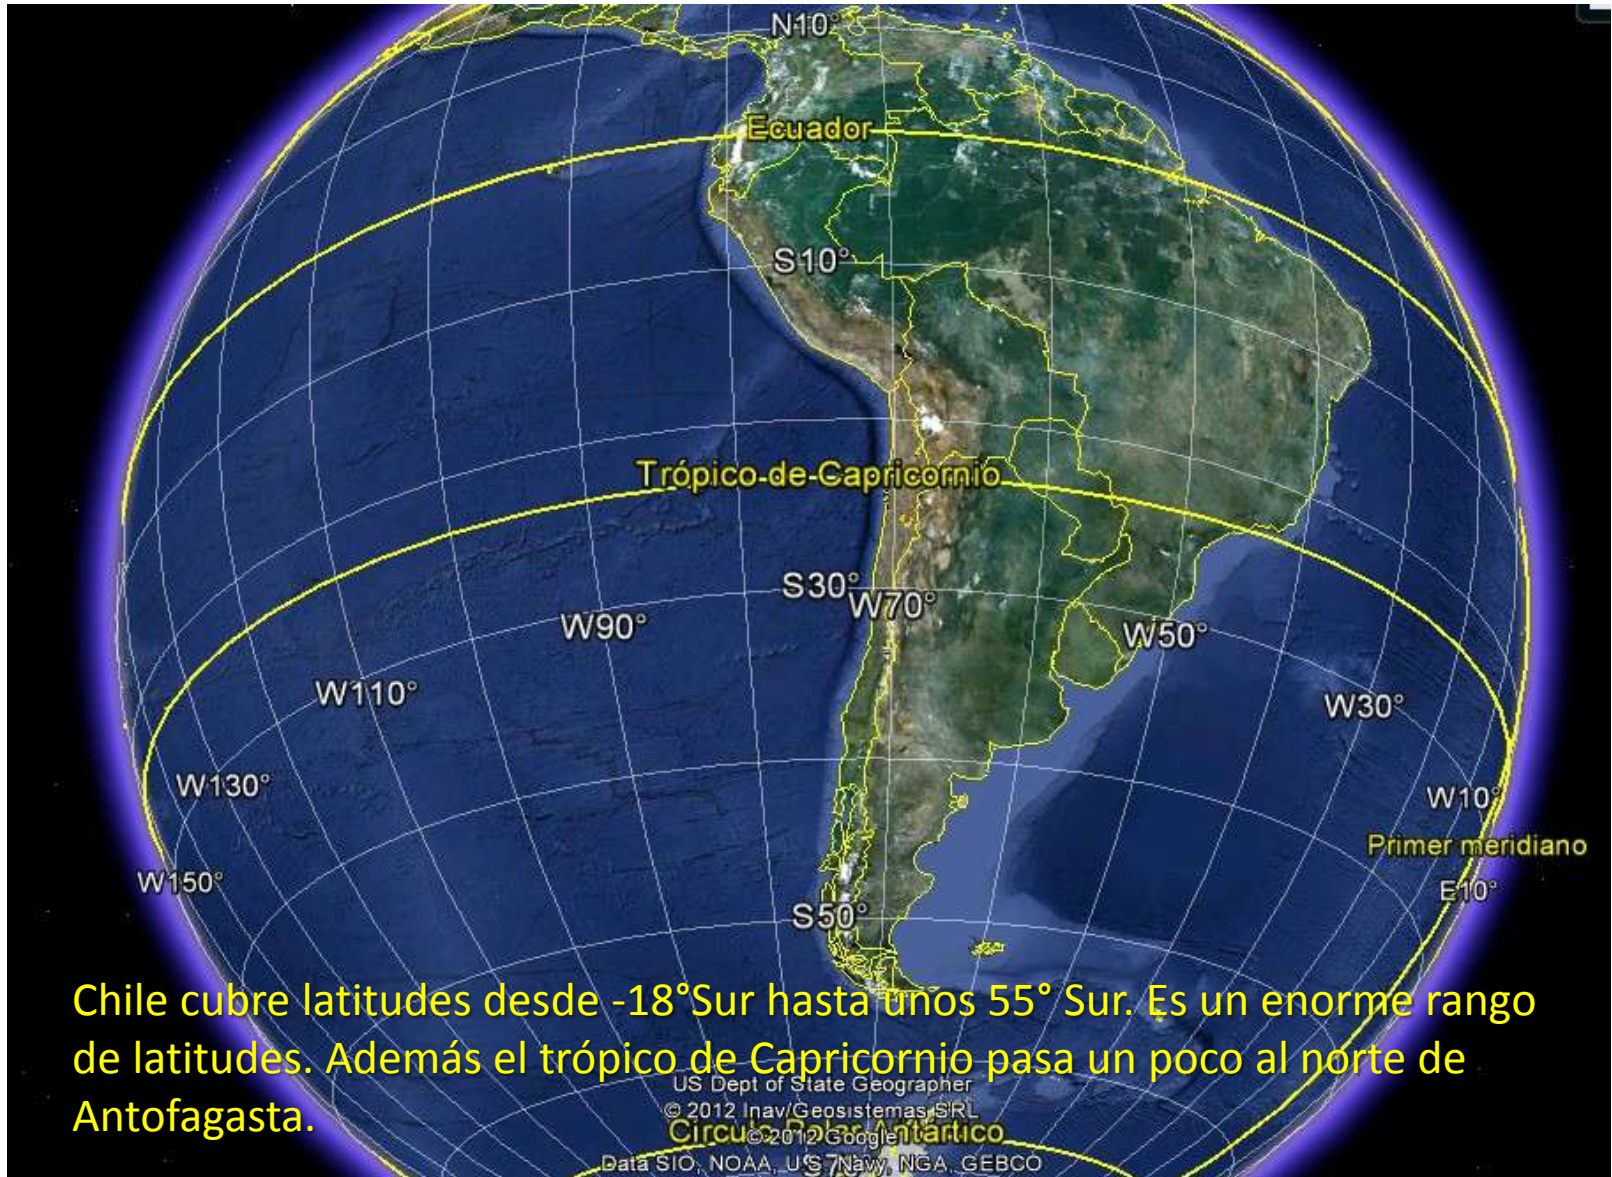 N10°
Ecuador
S10°
Trópico de Capricornio
S30°
W70°
W90°
W50°
W110°
W30°
W130°
W10°
Primer meridiano
W150°
E10°
S50°
Chile cubre latitudes desde -18°Sur hasta unos 55° Sur. Es un enorme rango
de latitudes. Además el trópico de Capricornio pasa un poco al norte de
Antofagasta.
US Dept of State Geographer
© 2012 Inav/Geosistemas SRL
Círculo Polar Antártico
© 2012 Google
Data SIO, NOAA, U.S. Navy, NGA, GEBCO